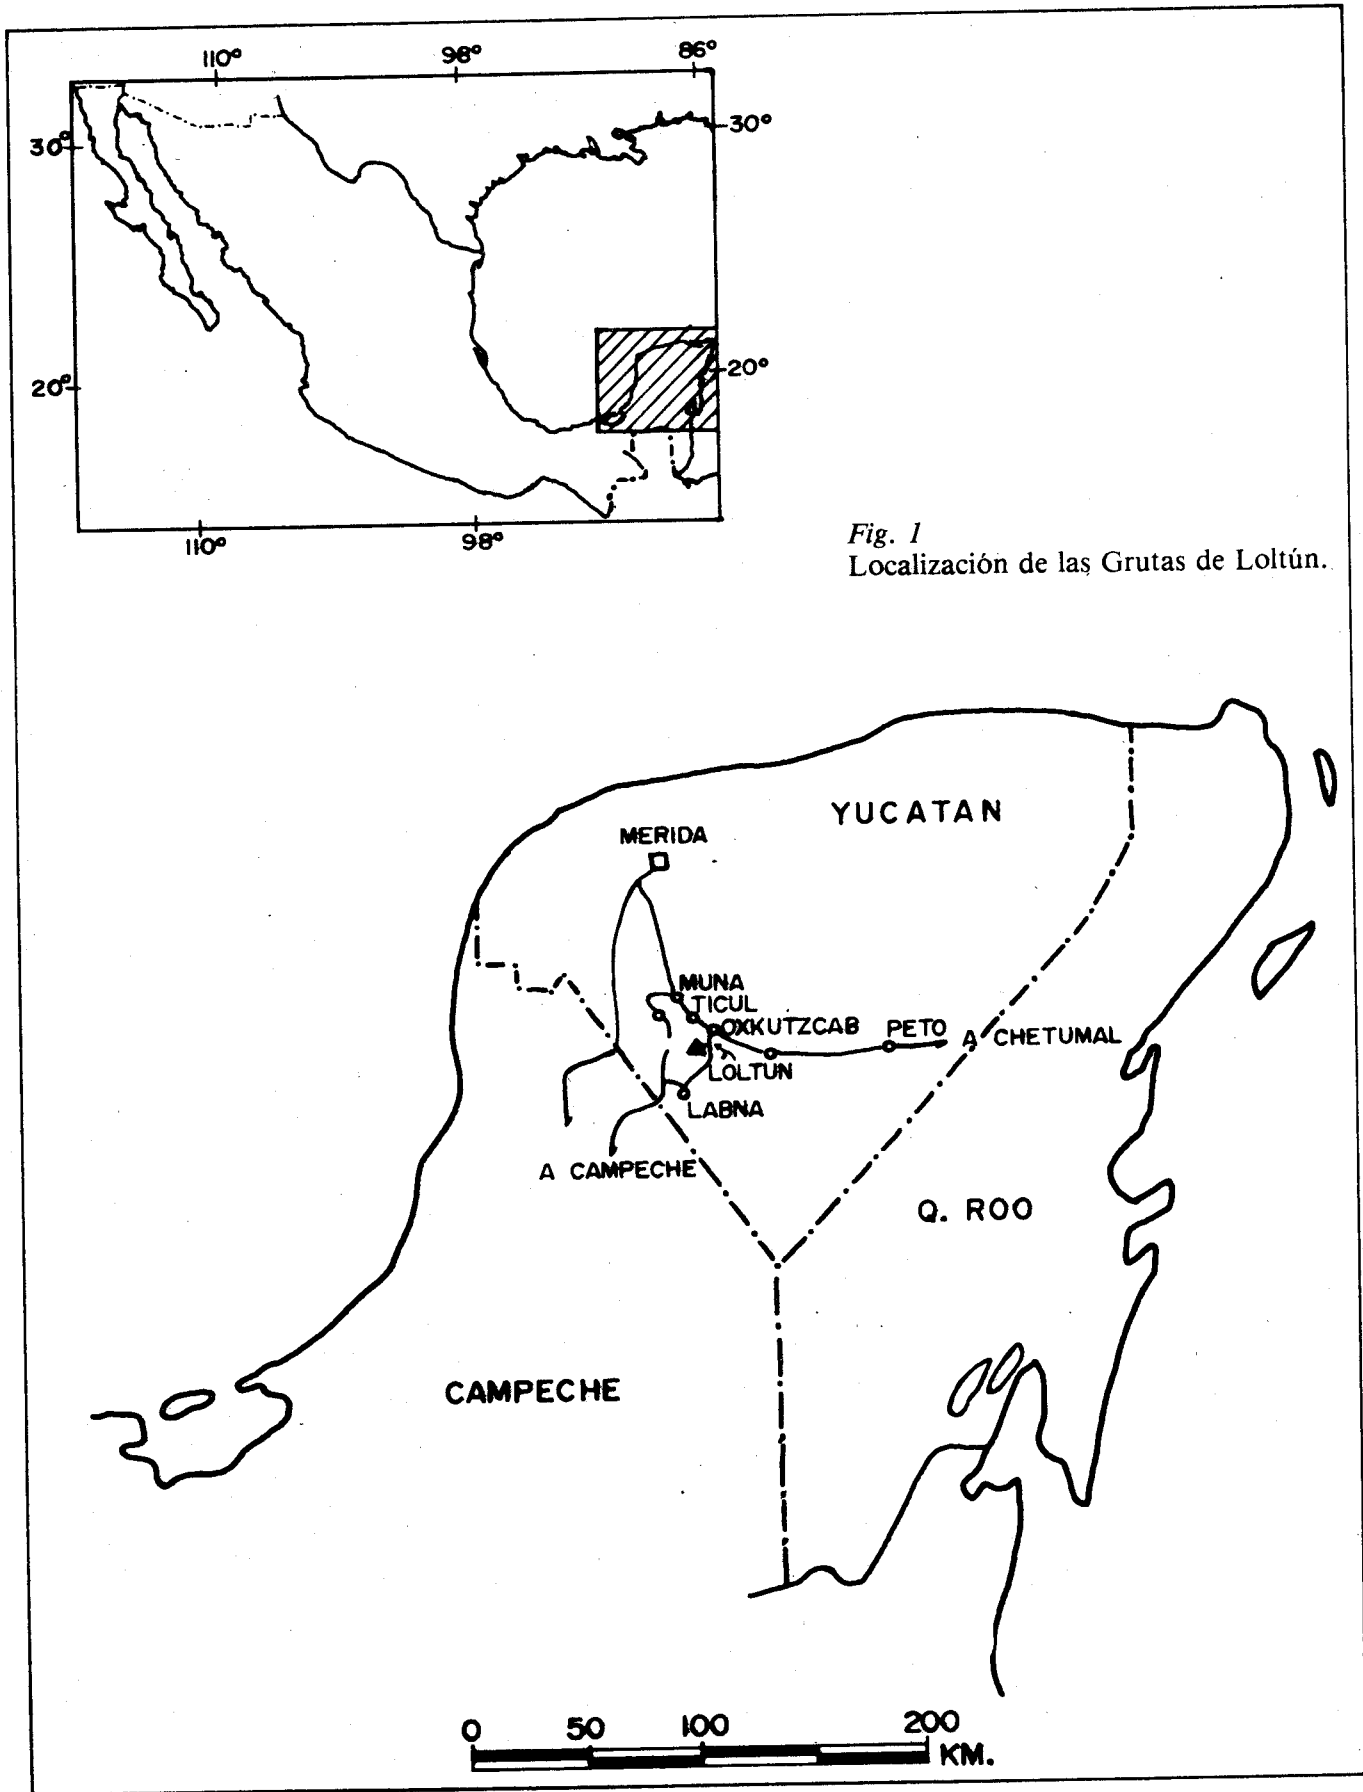 110°
98°
86°
30°
30°
20°
20°
110°
98°
Fig. 1
Localización de las Grutas de Loltún.
YUCATAN
MERIDA
MUNA
TICUL
OXKUTZCAB
PETO
A CHETUMAL
LOLTUN
LABNA
A CAMPECHE
Q. ROO
CAMPECHE
0 50 100 200
KM.